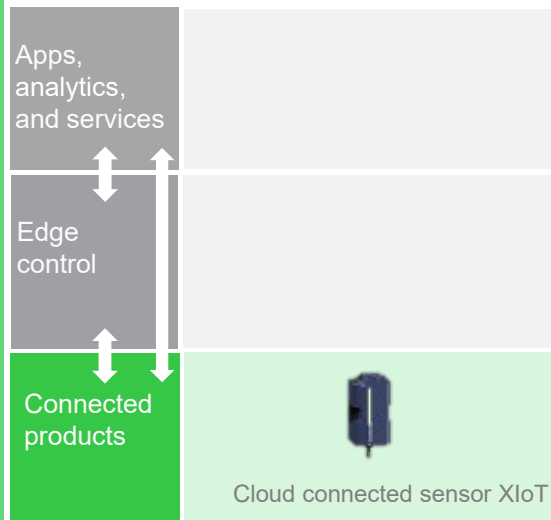 Apps,
analytics,
and services
Edge
control
Connected
products
Cloud connected sensor XIoT